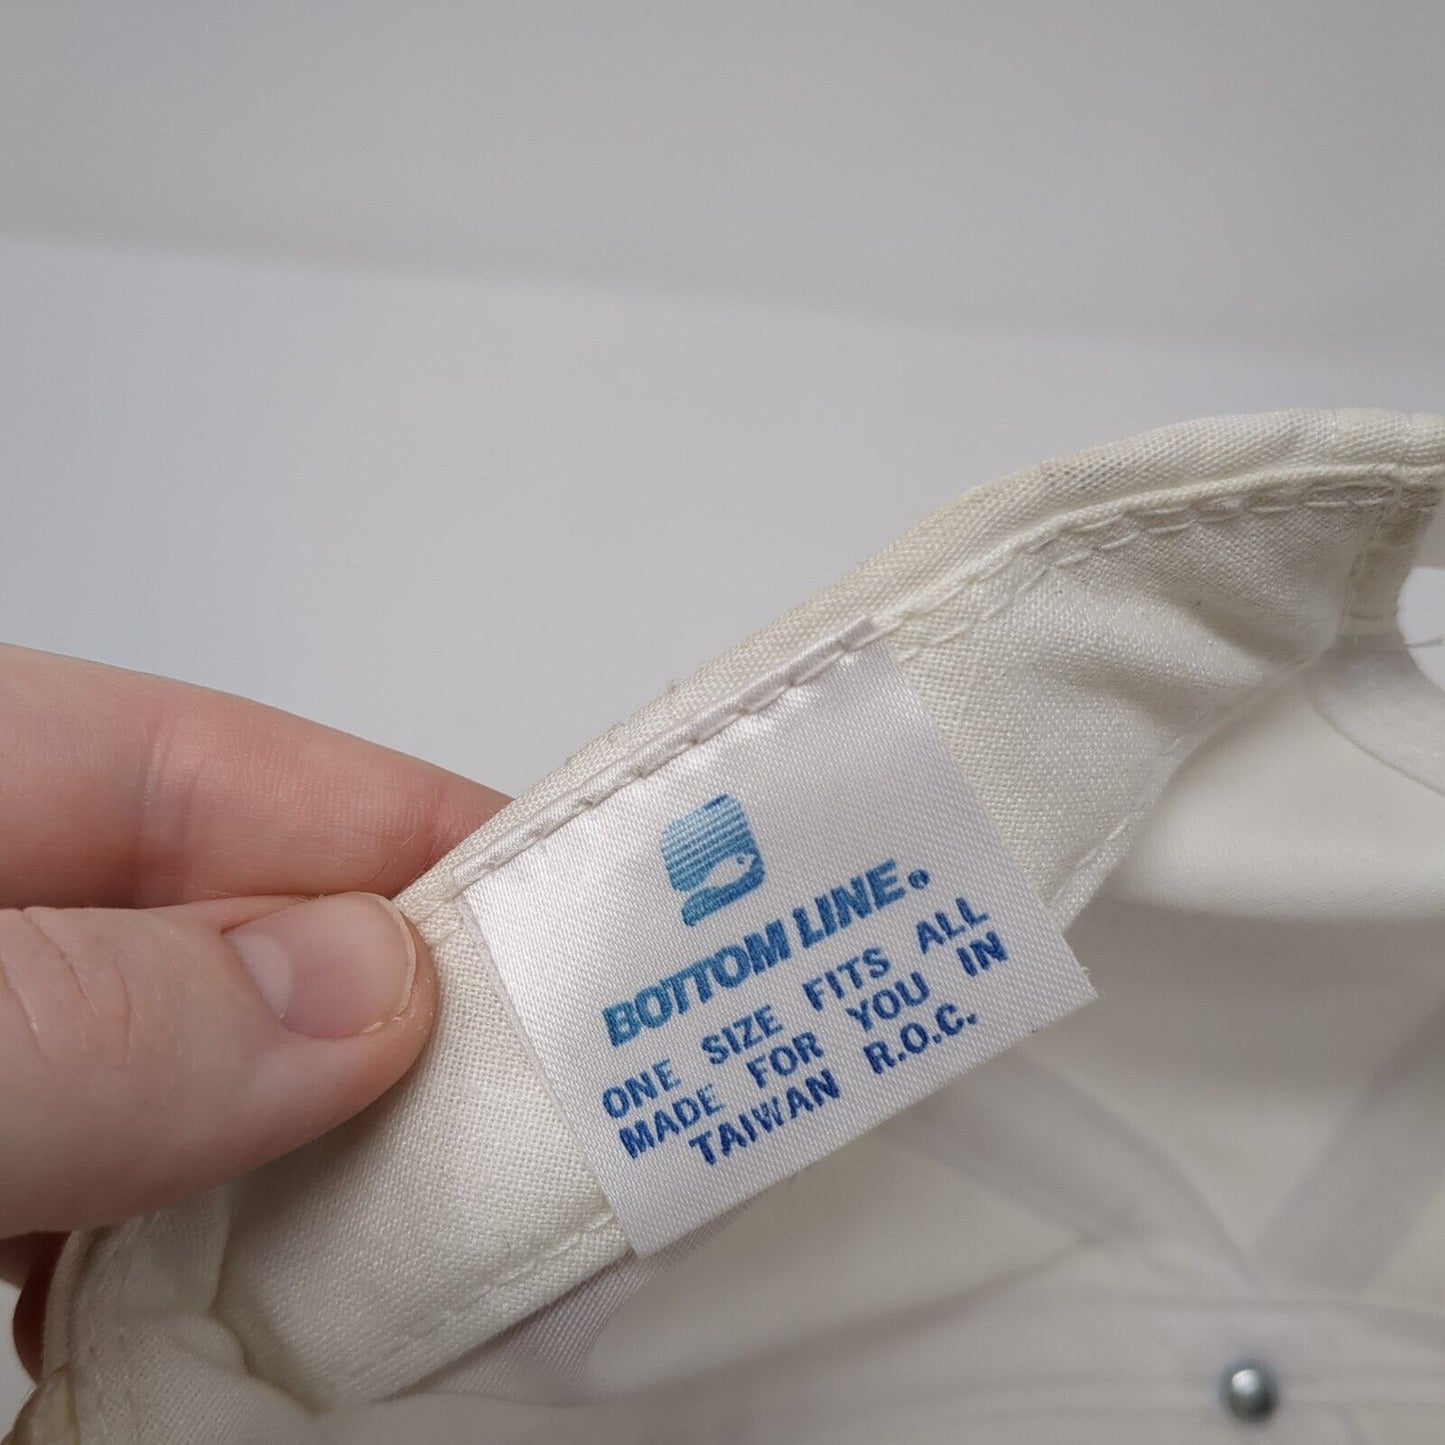 BOTTOM LINE®
ONE SIZE FITS ALL
MADE FOR YOU IN
TAIWAN R.O.C.